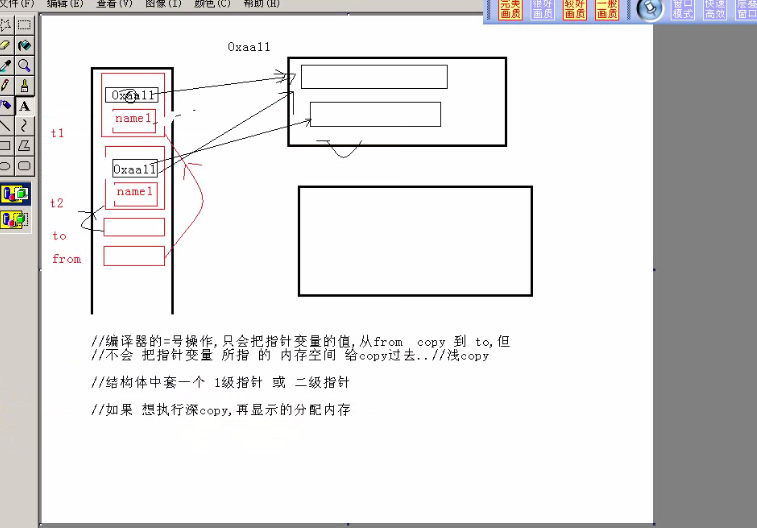 文件(F) 编辑(E) 查看(V) 图像(I) 颜色(C) 帮助(H)
完美画质 很好画质 较好画质 一般画质 窗口模式 快速高效 层叠窗口
A
0xaa11
0xaa11
name1
t1
0xaa11
name1
t2
to
from
//编译器的=号操作,只会把指针变量的值,从from copy 到 to,但
//不会 把指针变量 所指 的 内存空间 给copy过去..//浅copy
//结构体中套一个 1级指针 或 二级指针
//如果 想执行深copy,再显示的分配内存